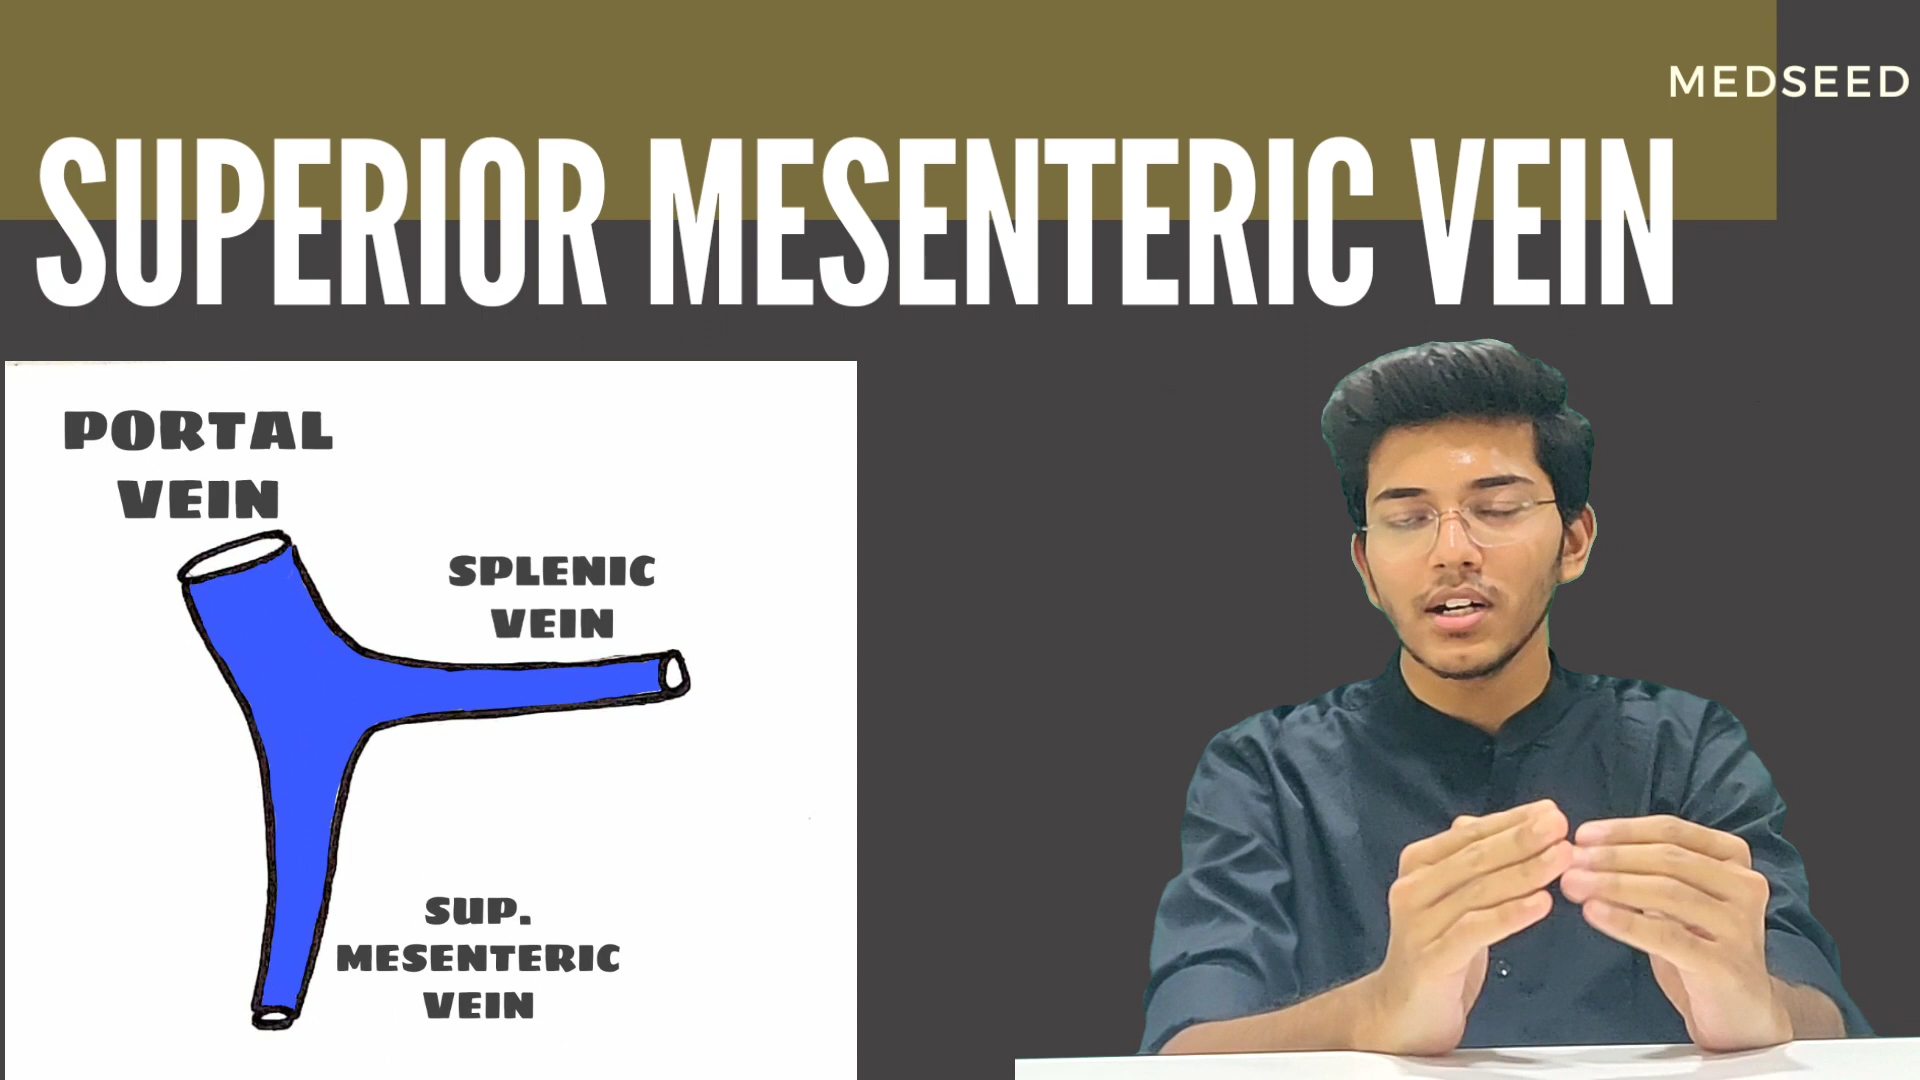 MEDSEED
SUPERIOR MESENTERIC VEIN
PORTAL
VEIN
SPLENIC
VEIN
SUP.
MESENTERIC
VEIN